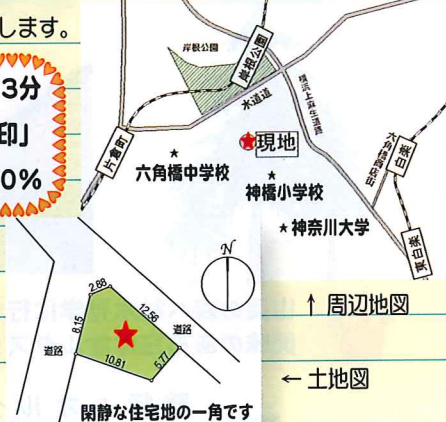 します。
3分
印」
0%
岸根公園
岸根公園
水道道
横浜上麻生道路
現地
片倉町
六角橋中学校
神橋小学校
神奈川大学
六角橋商店街
白楽
東白楽
N
2.88
12.56
8.15
道路
道路
10.81
5.77
↑ 周辺地図
← 土地図
閑静な住宅地の一角です